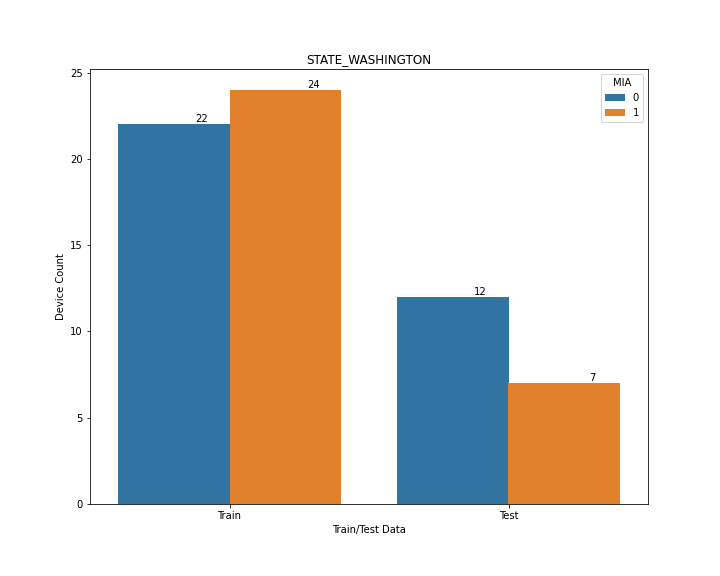 STATE_WASHINGTON
MIA
0
1
25
20
15
10
5
0
Device Count
22
24
12
7
Train
Test
Train/Test Data